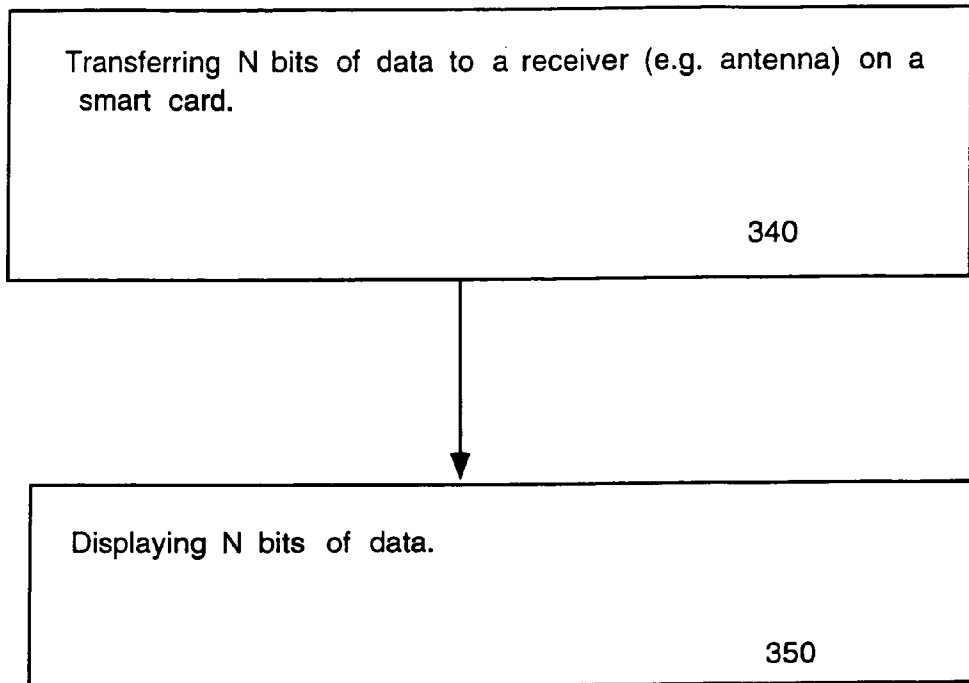 Transferring N bits of data to a receiver (e.g. antenna) on a
smart card.
340
Displaying N bits of data.
350